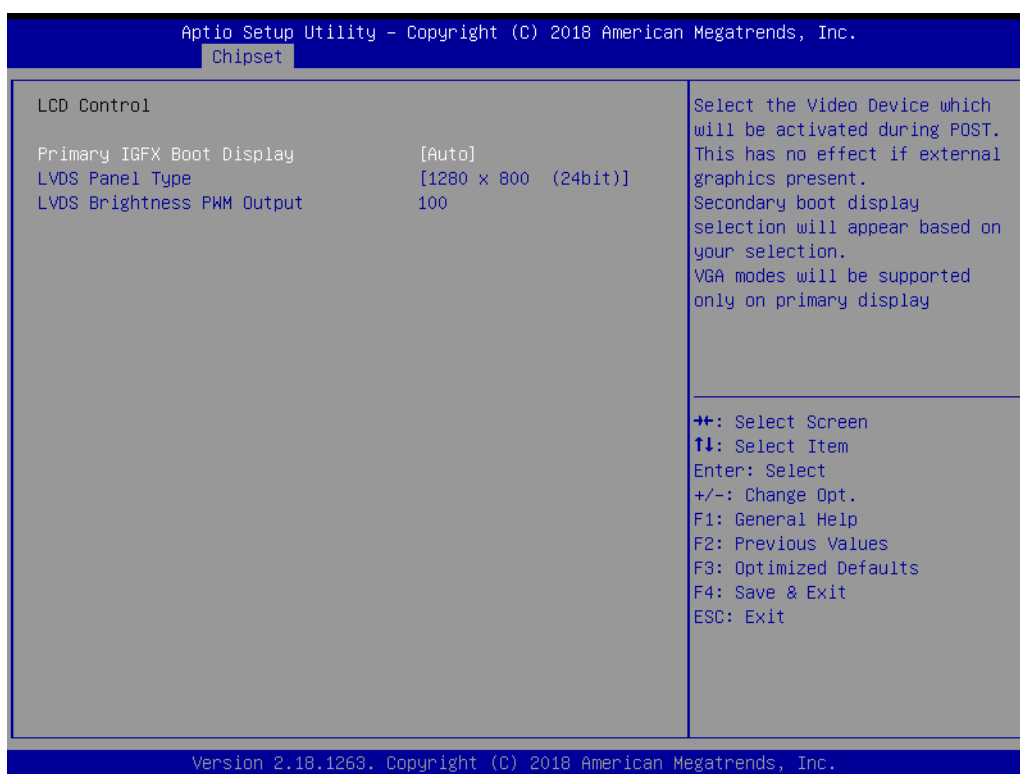 Aptio Setup Utility – Copyright (C) 2018 American Megatrends, Inc.
Chipset
LCD Control
Primary IGFX Boot Display [Auto]
LVDS Panel Type [1280 x 800 (24bit)]
LVDS Brightness PWM Output 100
Select the Video Device which
will be activated during POST.
This has no effect if external
graphics present.
Secondary boot display
selection will appear based on
your selection.
VGA modes will be supported
only on primary display
→←: Select Screen
↑↓: Select Item
Enter: Select
+/-: Change Opt.
F1: General Help
F2: Previous Values
F3: Optimized Defaults
F4: Save & Exit
ESC: Exit
Version 2.18.1263. Copyright (C) 2018 American Megatrends, Inc.